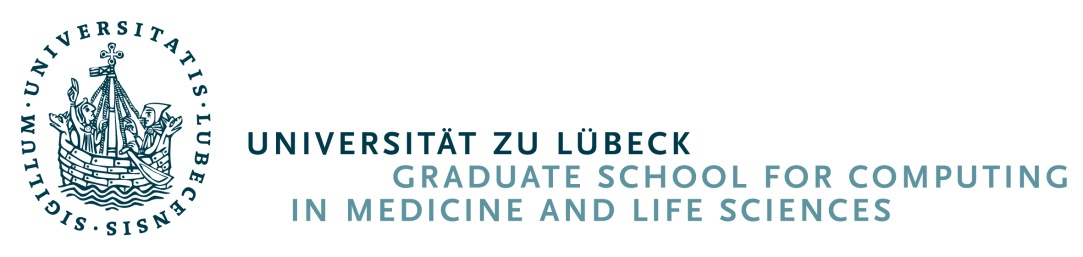 SIGILLUM · UNIVERSITATIS · LUBECENSIS ·
UNIVERSITÄT ZU LÜBECK
GRADUATE SCHOOL FOR COMPUTING
IN MEDICINE AND LIFE SCIENCES